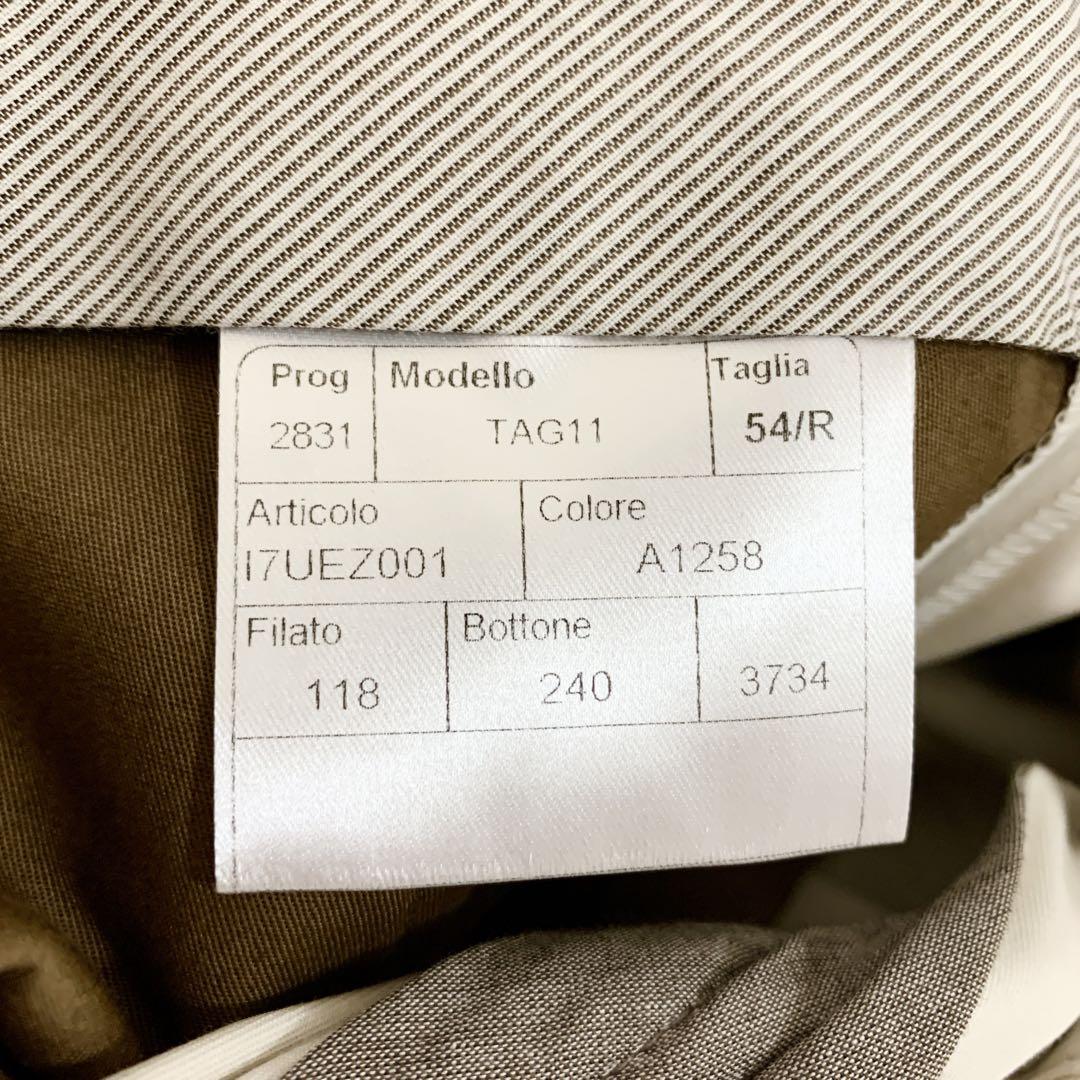 Prog Modello Taglia
2831 TAG11 54/R
Articolo Colore
I7UEZ001 A1258
Filato Bottone
118 240 3734